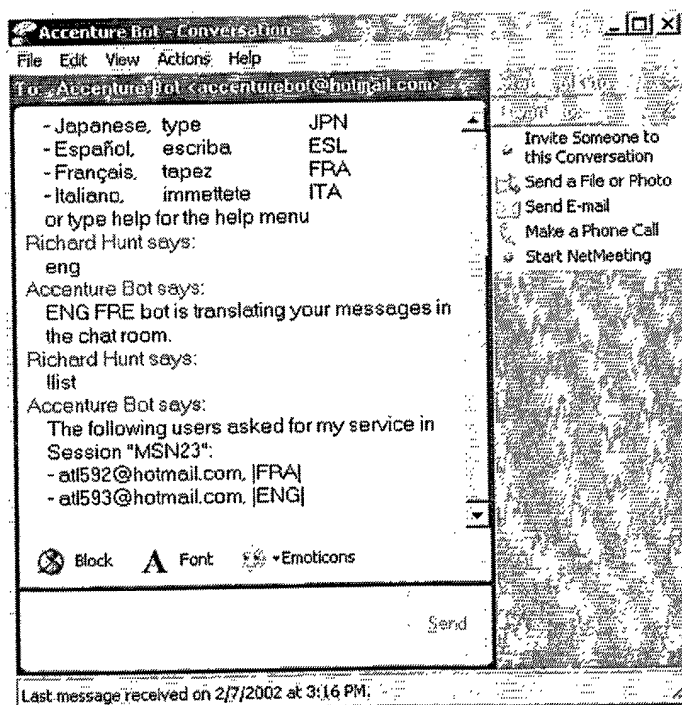 Accenture Bot - Conversation
File Edit View Actions Help
To: Accenture Bot <accenturebot@hotmail.com>
- Japanese, type JPN
- Español, escriba ESL
- Français, tapez FRA
- Italiano, immettete ITA
or type help for the help menu
Richard Hunt says:
eng
Accenture Bot says:
ENG FRE bot is translating your messages in
the chat room.
Richard Hunt says:
llist
Accenture Bot says:
The following users asked for my service in
Session "MSN23":
- atl592@hotmail.com, |FRA|
- atl593@hotmail.com, |ENG|
Block A Font Emoticons
Send
Invite Someone to
this Conversation
Send a File or Photo
Send E-mail
Make a Phone Call
Start NetMeeting
Last message received on 2/7/2002 at 3:16 PM.